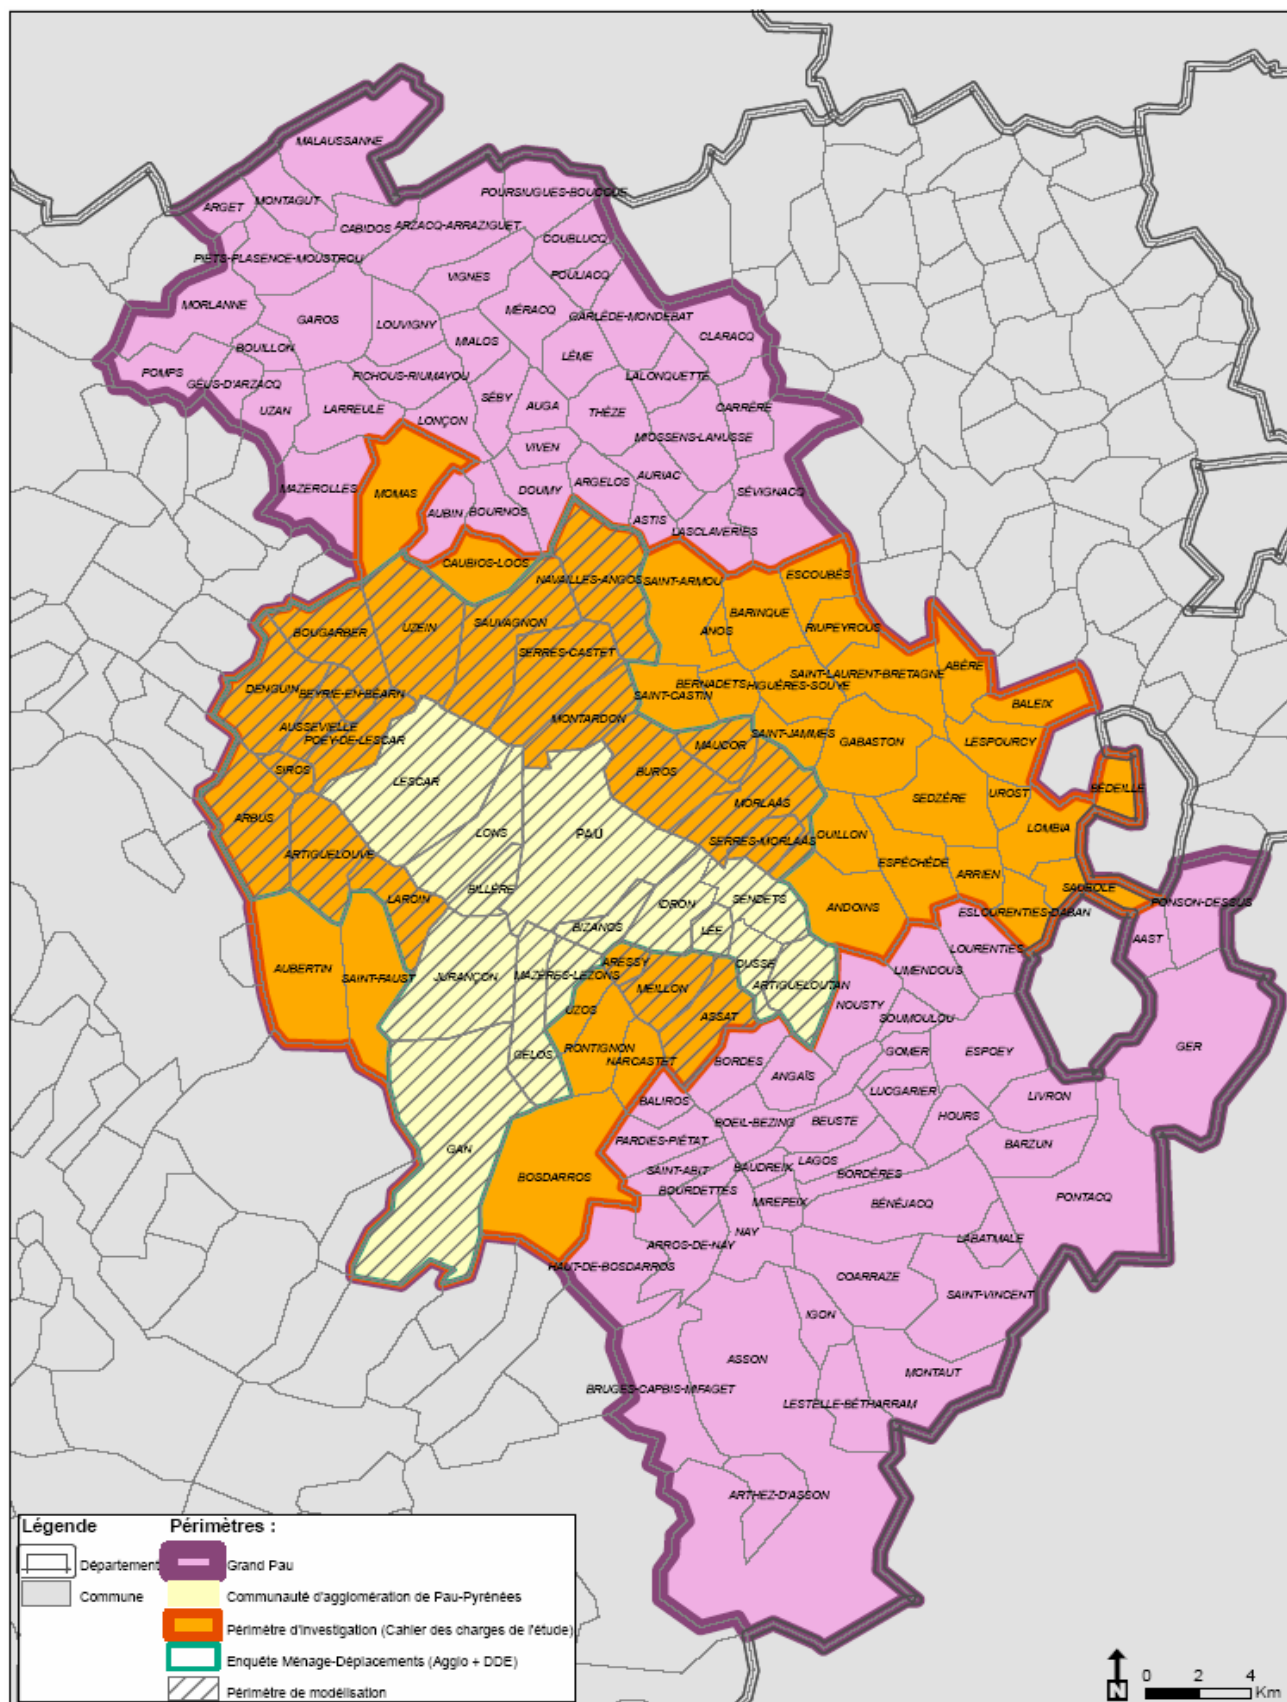 MALAUSSANNE
POURSIUGUES-BOUCOUE
MONTAGUT
ARGET
CABIDOS
ARZACQ-ARRAZIGUET
COUBLUCQ
PIETS-PLASENCE-MOUSTROU
VIGNES
POULIACQ
MORLANNE
MÉRACQ
GARLÈDE-MONDEBAT
GAROS
LOUVIGNY
CLARACQ
MIALOS
BOUILLON
LÈME
POMPS
FICHOUS-RIUMAYOU
LALONQUETTE
GÉUS-D'ARZACQ
SÉBY
AUGA
CARRÈRE
UZAN
LARREULE
THÈZE
LONÇON
MIOSSENS-LANUSSE
VIVEN
MAZEROLLES
MOMAS
DOUMY
ARGELOS
AURIAC
SÉVIGNACQ
AUBIN
BOURNOS
ASTIS
LASCLAVERIES
CAUBIOS-LOOS
NAVAILLES-ANGOS
SAINT-ARMOU
ESCOUBÈS
BARINQUE
BOUGARBER
UZEIN
SAUVAGNON
ANOS
RIUPEYROUS
SERRES-CASTET
SAINT-LAURENT-BRETAGNE
ABÈRE
DENGUIN
BEYRIE-EN-BÉARN
BERNADETS
HIGUÈRES-SOUYE
SAINT-CASTIN
BALEIX
AUSSEVIELLE
MONTARDON
POEY-DE-LESCAR
SAINT-JAMMES
GABASTON
LESPOURCY
MAUCOR
SIROS
LESCAR
BUROS
BÉDEILLE
ARBUS
MORLAÀS
SEDZÈRE
UROST
LONS
PAU
SERRES-MORLAÀS
OUILLON
LOMBIA
ARTIGUELOUVE
ESPÉCHÈDE
ARRIEN
BILLÈRE
SAUBOLE
LAROIN
IDRON
SENDETS
ANDOINS
ESLOURENTIES-DABAN
PONSON-DESSUS
BIZANOS
LÉE
AAST
AUBERTIN
SAINT-FAUST
JURANÇON
MAZÈRES-LEZONS
ARESSY
OUSSE
LOURENTIES
LIMENDOUS
MEILLON
ARTIGUELOUTAN
NOUSTY
UZOS
ASSAT
SOUMOULOU
GELOS
RONTIGNON
NARCASTET
BORDES
ANGAÏS
GOMER
ESPOEY
GER
BALIROS
LUCGARIER
LIVRON
BOEIL-BEZING
BEUSTE
HOURS
GAN
PARDIES-PIÉTAT
BARZUN
BOSDARROS
SAINT-ABIT
BAUDREIX
LAGOS
BORDÈRES
BOURDETTES
MIREPEIX
BÉNÉJACQ
PONTACQ
ARROS-DE-NAY
NAY
LABATMALE
HAUT-DE-BOSDARROS
COARRAZE
SAINT-VINCENT
IGON
ASSON
MONTAUT
BRUGES-CAPBIS-MIFAGET
LESTELLE-BÉTHARRAM
ARTHEZ-D'ASSON
Légende
Périmètres :
Département
Grand Pau
Commune
Communauté d'agglomération de Pau-Pyrénées
Périmètre d'investigation (Cahier des charges de l'étude)
Enquête Ménage-Déplacements (Agglo + DDE)
Périmètre de modélisation
N
0 2 4
Km